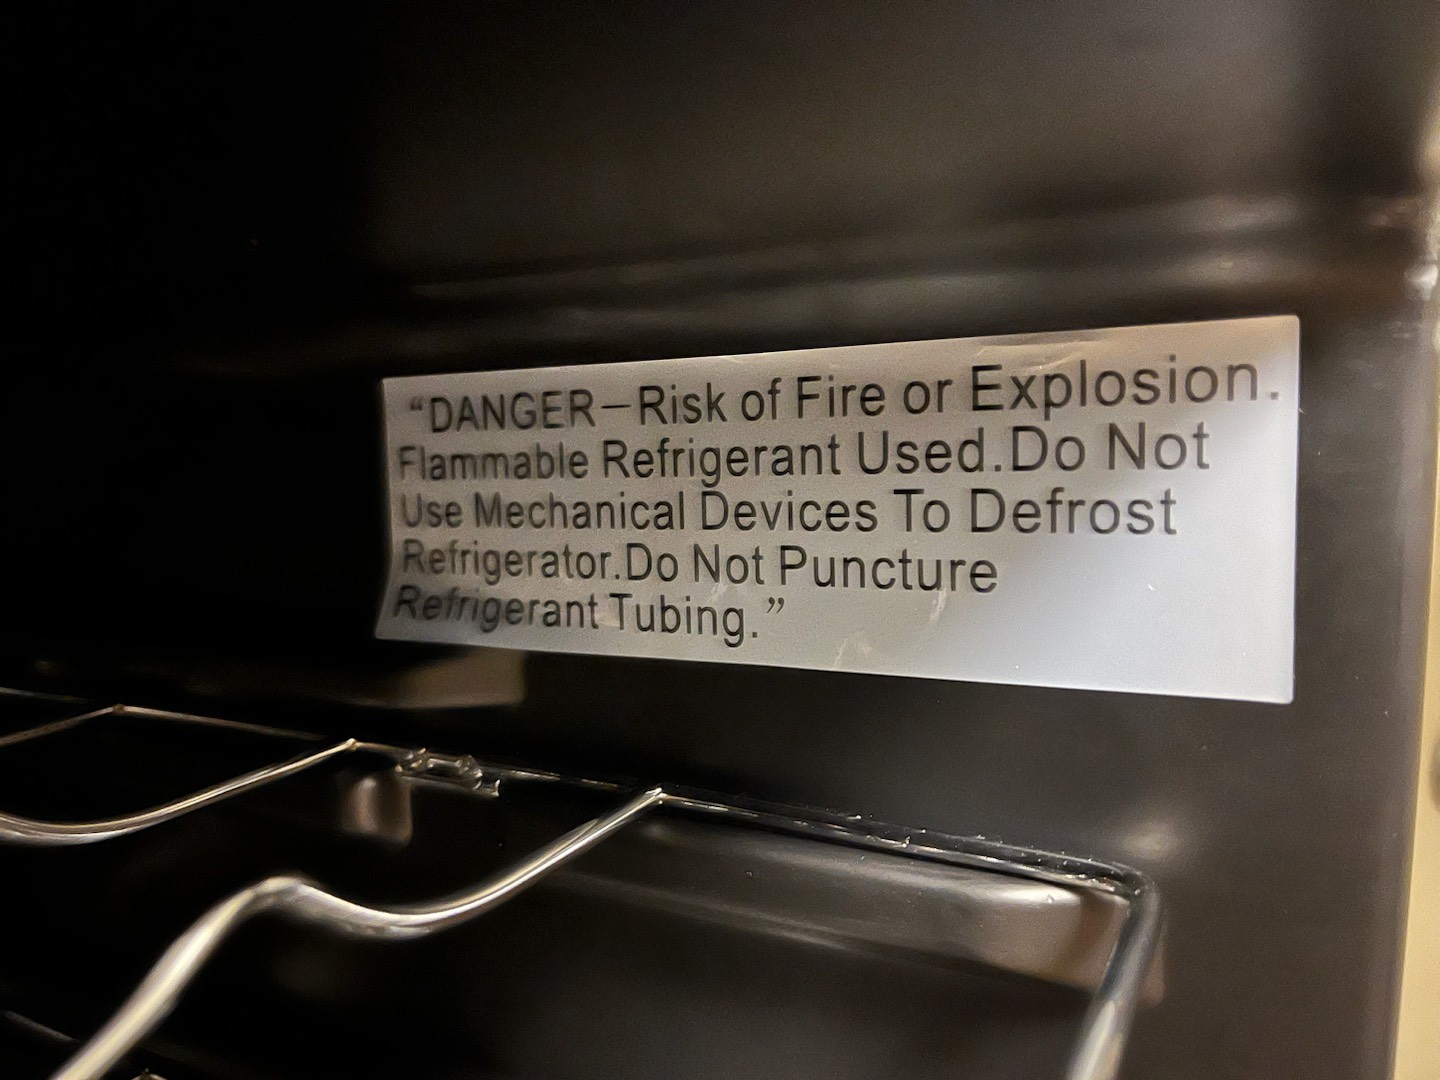 “DANGER—Risk of Fire or Explosion.
Flammable Refrigerant Used.Do Not
Use Mechanical Devices To Defrost
Refrigerator.Do Not Puncture
Refrigerant Tubing.”